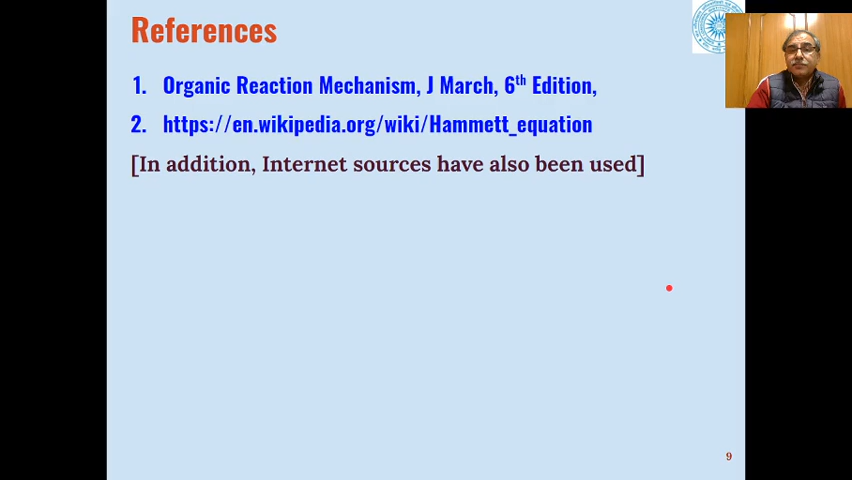 References
1. Organic Reaction Mechanism, J March, 6th Edition,
2. https://en.wikipedia.org/wiki/Hammett_equation
[In addition, Internet sources have also been used]
9